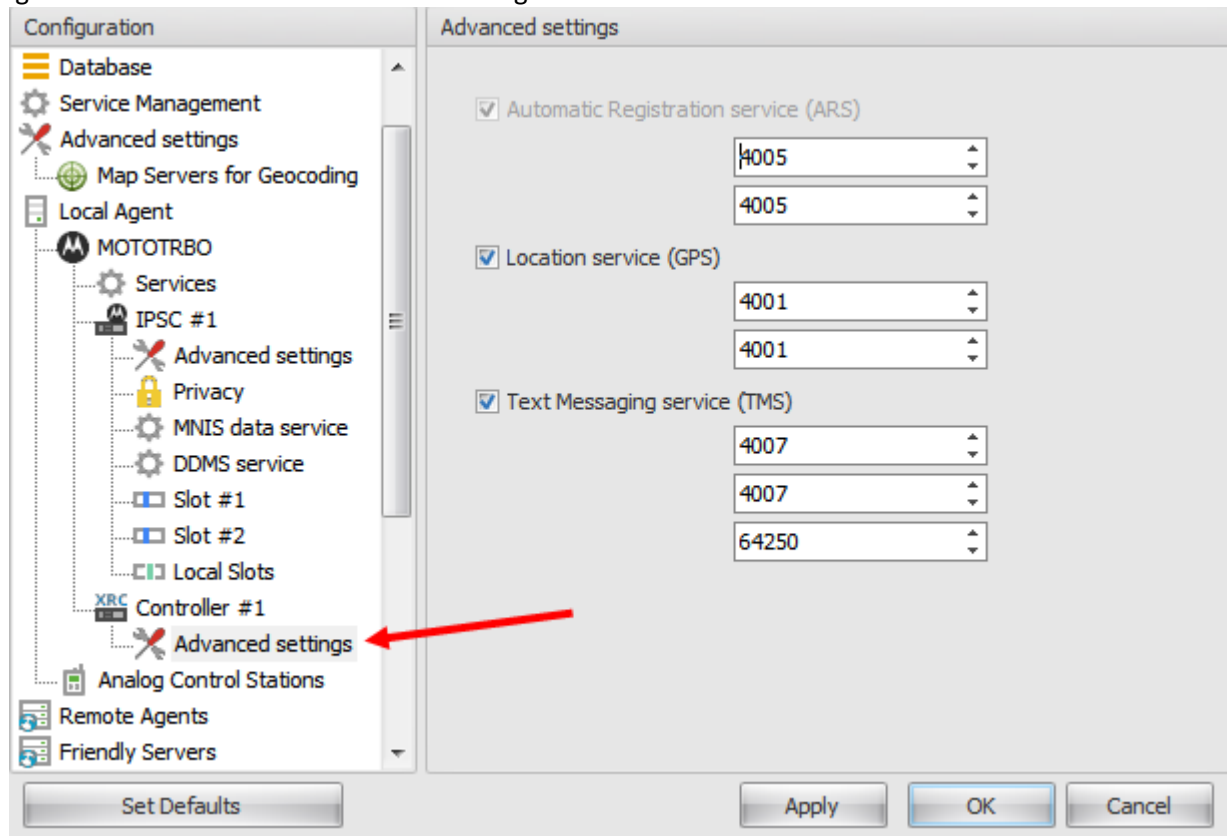 Configuration
Database
Service Management
Advanced settings
Map Servers for Geocoding
Local Agent
MOTOTRBO
Services
IPSC #1
Advanced settings
Privacy
MNIS data service
DDMS service
Slot #1
Slot #2
Local Slots
XRC Controller #1
Advanced settings
Analog Control Stations
Remote Agents
Friendly Servers
Set Defaults
Advanced settings
Automatic Registration service (ARS)
4005
4005
Location service (GPS)
4001
4001
Text Messaging service (TMS)
4007
4007
64250
Apply
OK
Cancel